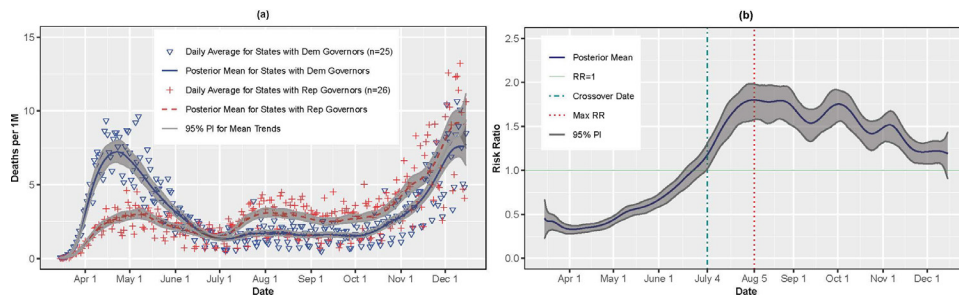 (a)
15
10
5
0
Deaths per 1M
Daily Average for States with Dem Governors (n=25)
Posterior Mean for States with Dem Governors
Daily Average for States with Rep Governors (n=26)
Posterior Mean for States with Rep Governors
95% PI for Mean Trends
Apr 1 May 1 June 1 July 1 Aug 1 Sep 1 Oct 1 Nov 1 Dec 1
Date
(b)
2.5
2.0
1.5
1.0
0.5
0.0
Risk Ratio
Posterior Mean
RR=1
Crossover Date
Max RR
95% PI
Apr 1 May 1 June 1 July 4 Aug 5 Sep 1 Oct 1 Nov 1 Dec 1
Date